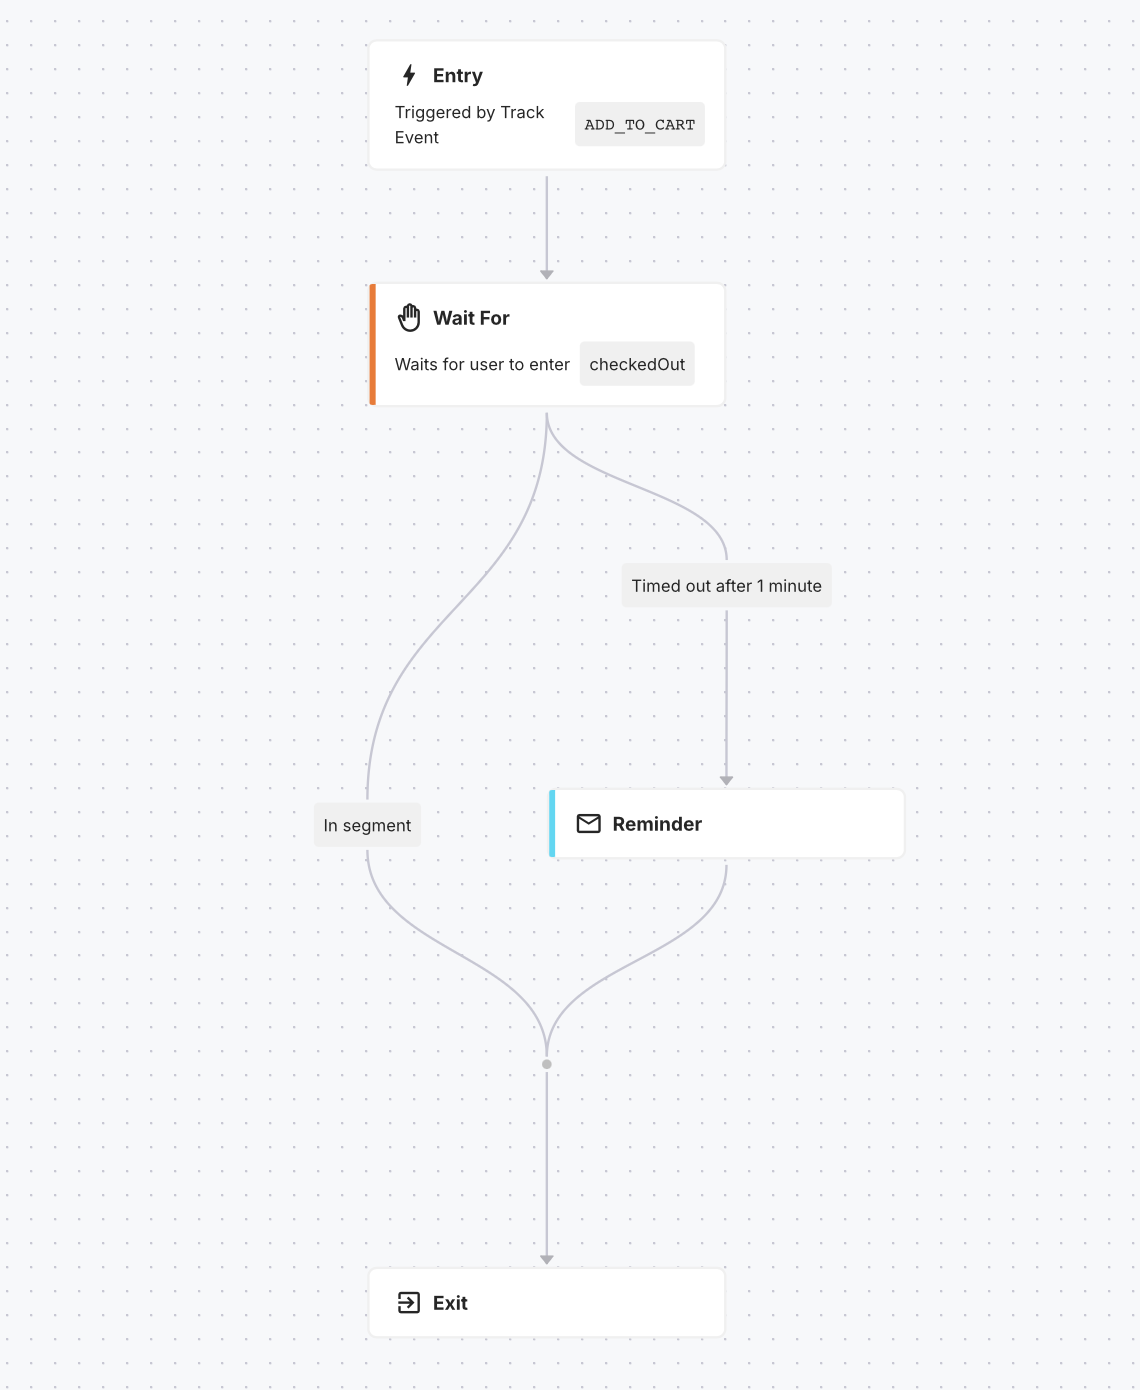 Entry
Triggered by Track
Event
ADD_TO_CART
Wait For
Waits for user to enter checkedOut
Timed out after 1 minute
In segment
Reminder
Exit